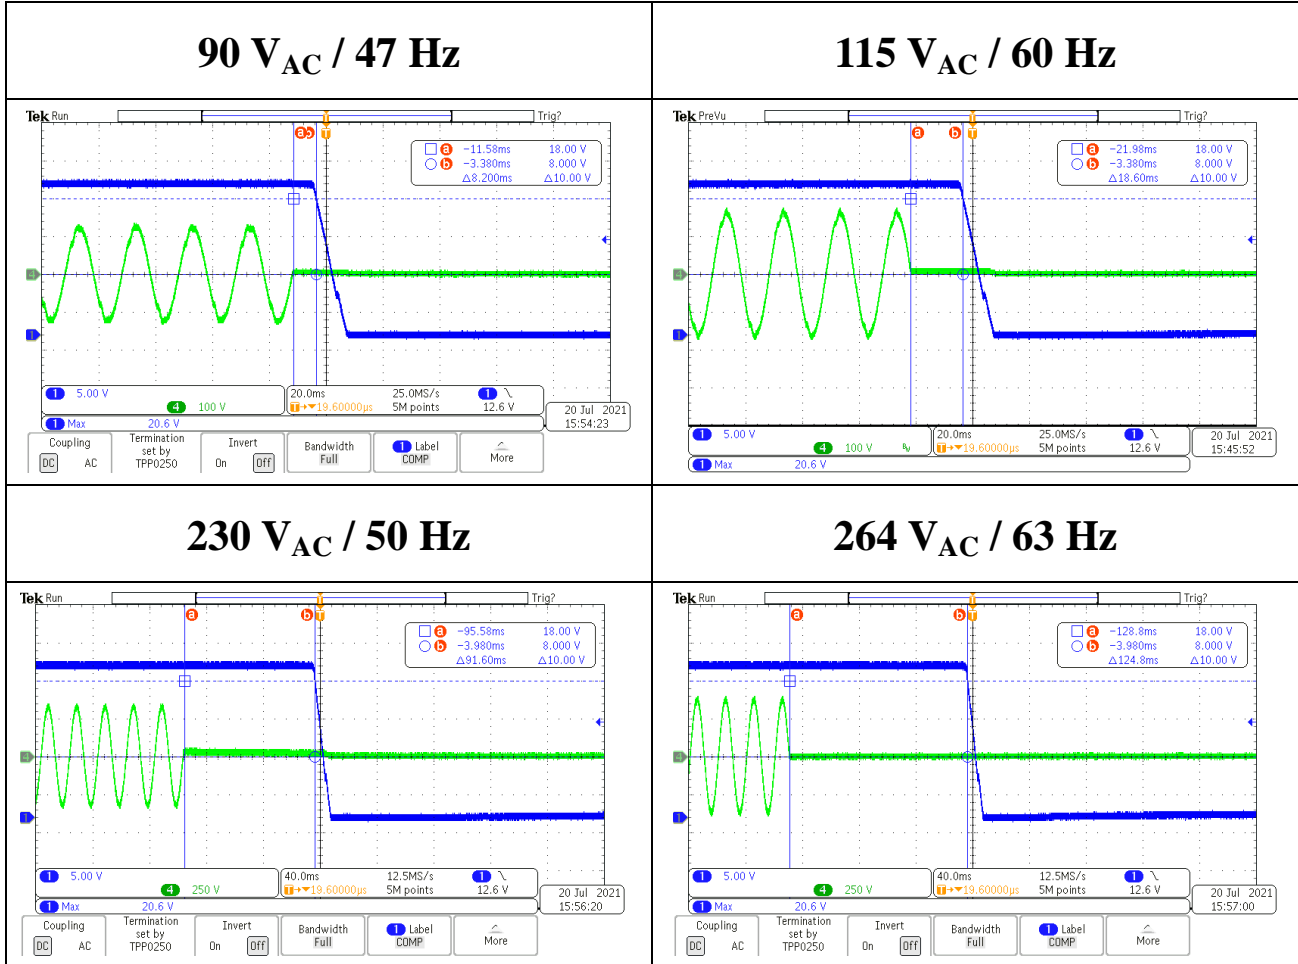 90 VAC / 47 Hz
115 VAC / 60 Hz
Tek Run
Trig?
a b
T
a −11.58ms 18.00 V
b −3.380ms 8.000 V
Δ8.200ms Δ10.00 V
4
1
1 5.00 V
4 100 V
20.0ms 25.0MS/s 1
T→▼19.60000µs 5M points 12.6 V
1 Max 20.6 V
20 Jul 2021
15:54:23
Coupling
DC AC
Termination
set by
TPP0250
Invert
On Off
Bandwidth
Full
1 Label
COMP
More
Tek PreVu
Trig?
a b
T
a −21.98ms 18.00 V
b −3.380ms 8.000 V
Δ18.60ms Δ10.00 V
4
1
1 5.00 V
4 100 V BW
20.0ms 25.0MS/s 1
T→▼19.60000µs 5M points 12.6 V
1 Max 20.6 V
20 Jul 2021
15:45:52
230 VAC / 50 Hz
264 VAC / 63 Hz
Tek Run
Trig?
a b
T
a −95.58ms 18.00 V
b −3.980ms 8.000 V
Δ91.60ms Δ10.00 V
4
1
1 5.00 V
4 250 V
40.0ms 12.5MS/s 1
T→▼19.60000µs 5M points 12.6 V
1 Max 20.6 V
20 Jul 2021
15:56:20
Coupling
DC AC
Termination
set by
TPP0250
Invert
On Off
Bandwidth
Full
1 Label
COMP
More
Tek Run
Trig?
a b
T
a −128.8ms 18.00 V
b −3.980ms 8.000 V
Δ124.8ms Δ10.00 V
4
1
1 5.00 V
4 250 V
40.0ms 12.5MS/s 1
T→▼19.60000µs 5M points 12.6 V
1 Max 20.6 V
20 Jul 2021
15:57:00
Coupling
DC AC
Termination
set by
TPP0250
Invert
On Off
Bandwidth
Full
1 Label
COMP
More